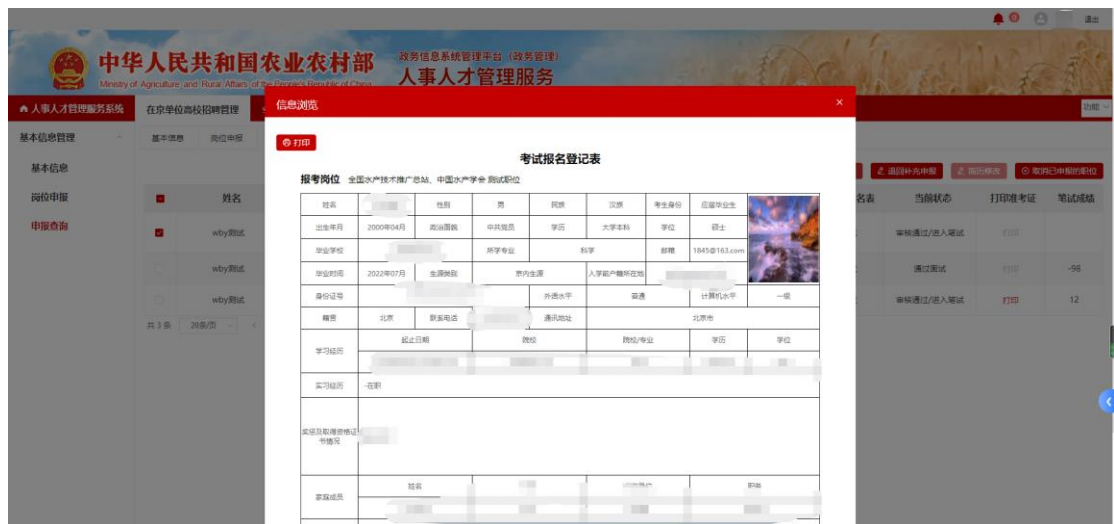 0 退出
中华人民共和国农业农村部
Ministry of Agriculture and Rural Affairs of the People's Republic of China
政务信息系统管理平台（政务管理）
人事人才管理服务
人事人才管理服务系统 在京单位高校招聘管理 功能
基本信息管理
基本信息 岗位申报
基本信息
岗位申报
申报查询
姓名
wby测试
wby测试
wby测试
共 3 条 20条/页
信息浏览 ×
打印
考试报名登记表
报考岗位 全国水产技术推广总站、中国水产学会 测试职位
姓名 性别 男 民族 汉族 考生身份 应届毕业生
出生年月 2000年04月 政治面貌 中共党员 学历 大学本科 学位 硕士
毕业学校 所学专业 科学 邮箱 1845@163.com
毕业时间 2022年07月 生源类别 京内生源 入学前户籍所在地
身份证号 外语水平 普通 计算机水平 一级
籍贯 北京 联系电话 通讯地址 北京市
学习经历 起止日期 院校 院校/专业 学历 学位
实习经历 -在职
奖惩及取得资格证
书情况
家庭成员 姓名 职务
退回补充申报 简历修改 取消已申报的职位
名表 当前状态 打印准考证 笔试成绩
审核通过/进入笔试 打印
通过面试 打印 -98
审核通过/进入笔试 打印 12